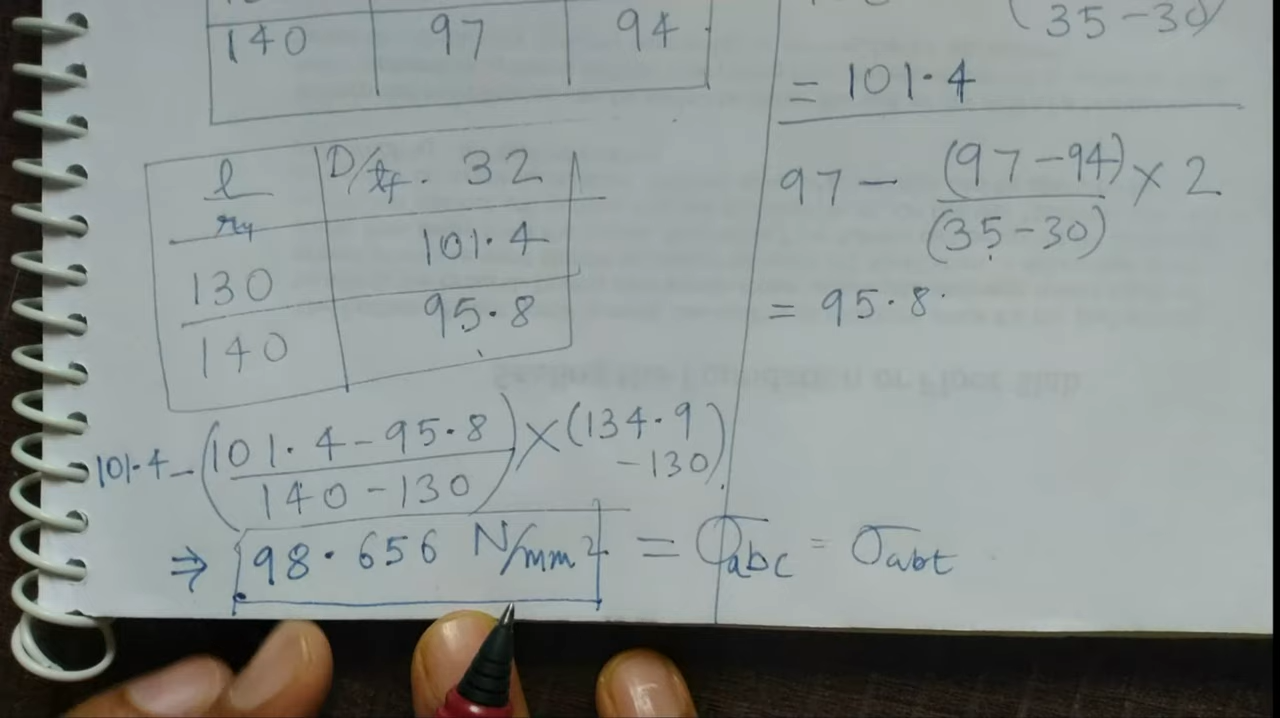 140 97 94
l/ry D/tf. 32
130 101.4
140 95.8
101.4 - ((101.4 - 95.8)/(140 - 130)) × (134.9 - 130)
⇒ 98.656 N/mm² = σabc = σabt
(35 - 30)
= 101.4
97 - (97 - 94)/(35 - 30) × 2
= 95.8